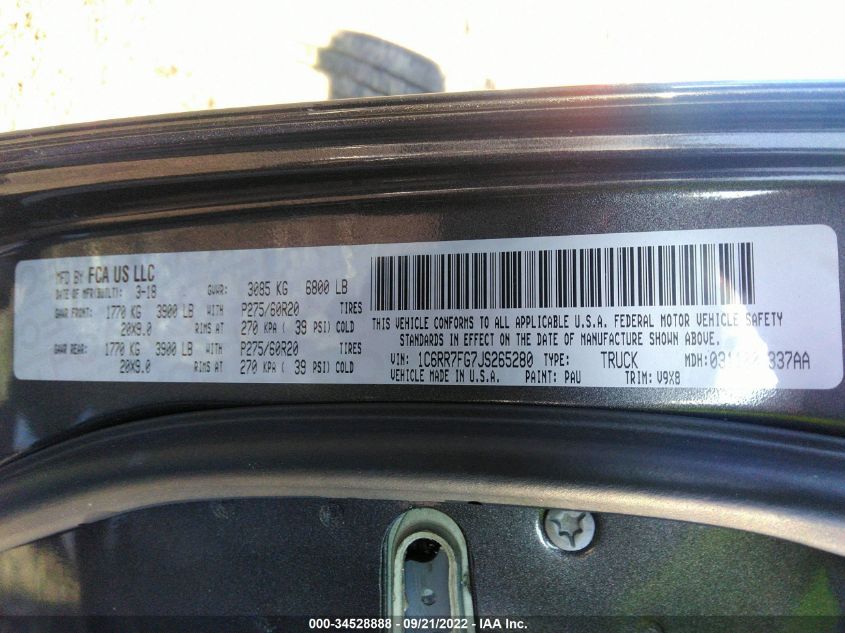 MFD BY FCA US LLC
DATE OF MFR(BUILT): 3-18 GVWR: 3085 KG 6800 LB
GAWR FRONT: 1770 KG 3900 LB WITH P275/60R20 TIRES
20X9.0 RIMS AT 270 KPA ( 39 PSI) COLD
GAWR REAR: 1770 KG 3900 LB WITH P275/60R20 TIRES
20X9.0 RIMS AT 270 KPA ( 39 PSI) COLD
THIS VEHICLE CONFORMS TO ALL APPLICABLE U.S.A. FEDERAL MOTOR VEHICLE SAFETY
STANDARDS IN EFFECT ON THE DATE OF MANUFACTURE SHOWN ABOVE.
VIN: 1C6RR7FG7JS265280 TYPE: TRUCK MDH:
VEHICLE MADE IN U.S.A. PAINT: PAU TRIM: V9X8
000-34528888 - 09/21/2022 - IAA Inc.